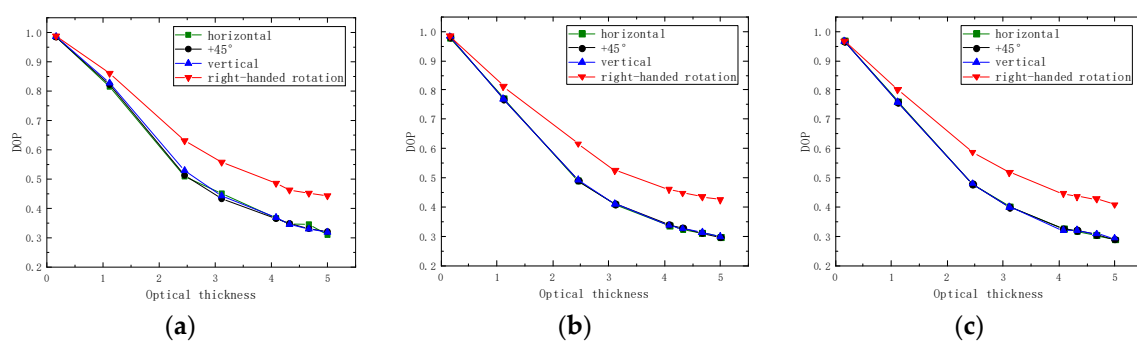 1.0
0.9
0.8
0.7
0.6
0.5
0.4
0.3
0.2
DOP
horizontal
+45°
vertical
right-handed rotation
0 1 2 3 4 5
Optical thickness
(a)
1.0
0.9
0.8
0.7
0.6
0.5
0.4
0.3
0.2
DOP
horizontal
+45°
vertical
right-handed rotation
0 1 2 3 4 5
Optical thickness
(b)
1.0
0.9
0.8
0.7
0.6
0.5
0.4
0.3
0.2
DOP
horizontal
+45°
vertical
right-handed rotation
0 1 2 3 4 5
Optical thickness
(c)